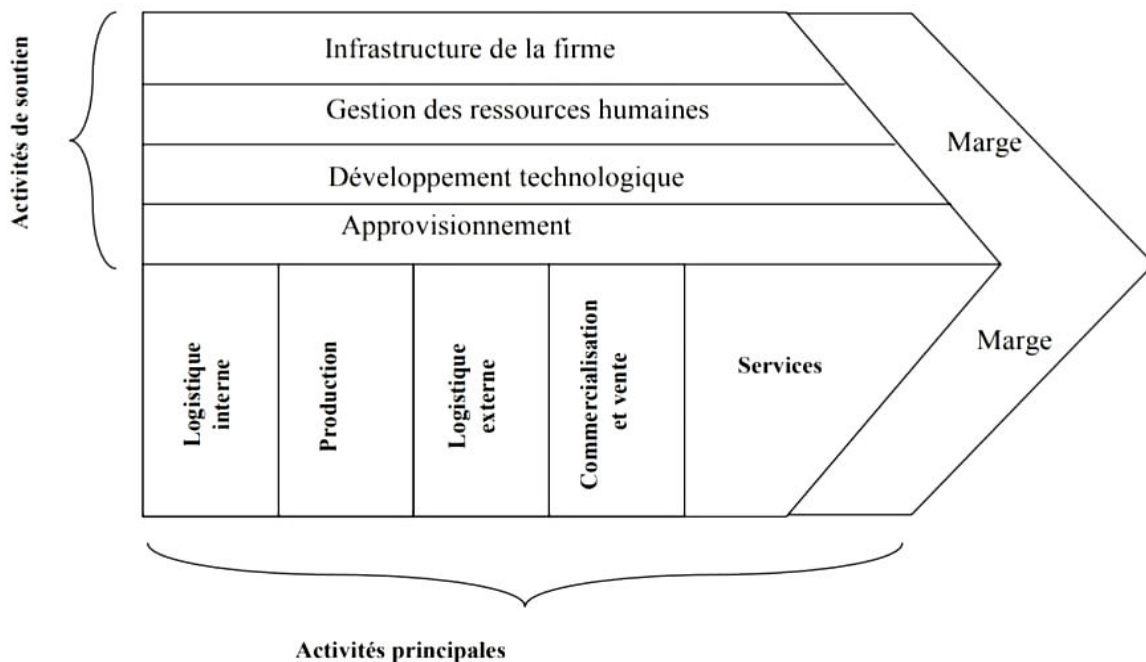 Activités de soutien
Infrastructure de la firme
Gestion des ressources humaines
Développement technologique
Approvisionnement
Marge
Marge
Logistique
interne
Production
Logistique
externe
Commercialisation
et vente
Services
Activités principales